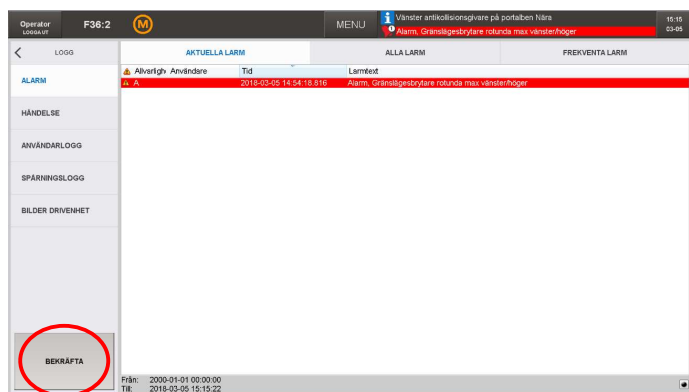 Operator F36:2 M MENU Vänster antikollisionsgivare på portalben Nära 15:15
LOGGA UT Alarm, Gränslägesbrytare rotunda max vänster/höger 03-05
LOGG AKTUELLA LARM ALLA LARM FREKVENTA LARM
Allvarligh Användare Tid Larmtext
A 2018-03-05 14:54:18.816 Alarm, Gränslägesbrytare rotunda max vänster/höger
ALARM
HÄNDELSE
ANVÄNDARLOGG
SPÅRNINGSLOGG
BILDER DRIVENHET
BEKRÄFTA
Från: 2000-01-01 00:00:00
Till: 2018-03-05 15:15:22